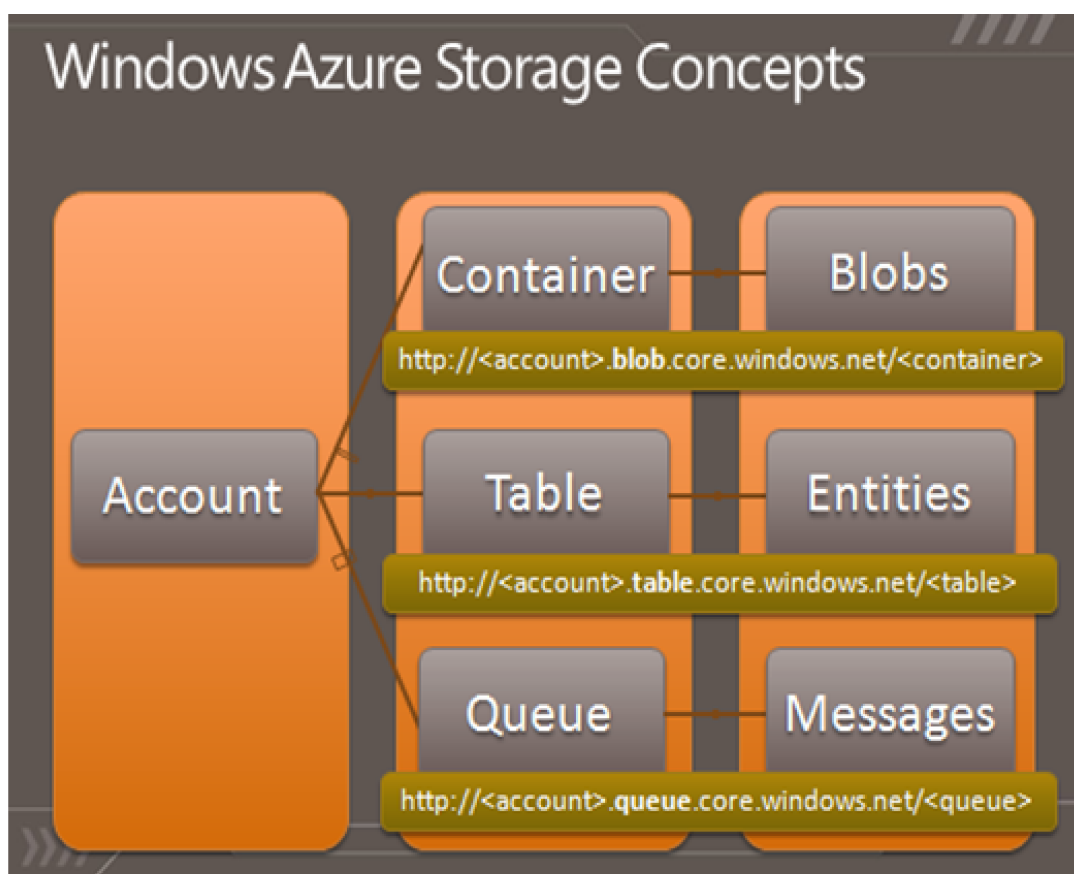 Windows Azure Storage Concepts
Container
Blobs
http://<account>.blob.core.windows.net/<container>
Account
Table
Entities
http://<account>.table.core.windows.net/<table>
Queue
Messages
http://<account>.queue.core.windows.net/<queue>